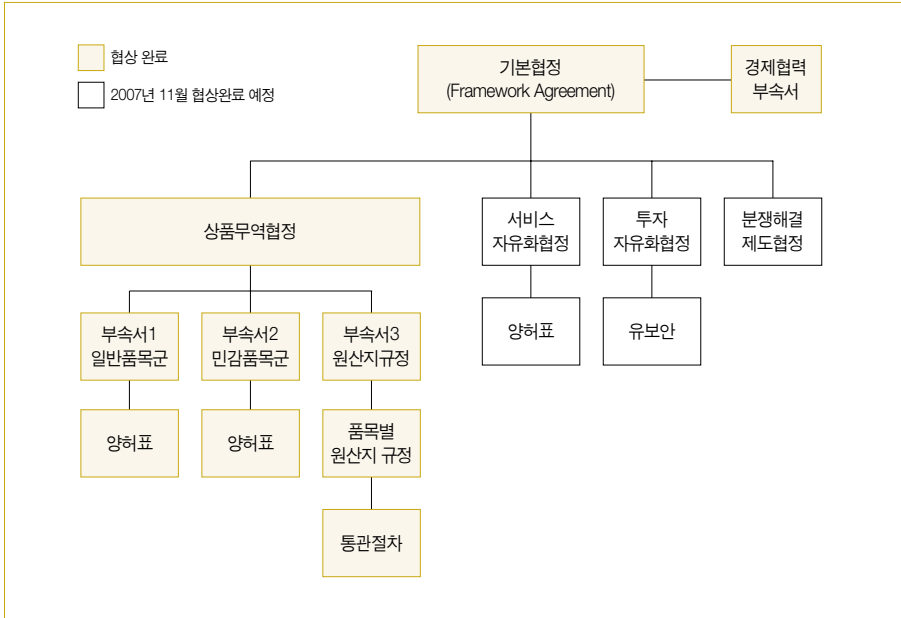 협상 완료
2007년 11월 협상완료 예정
기본협정
(Framework Agreement)
경제협력
부속서
상품무역협정
서비스
자유화협정
투자
자유화협정
분쟁해결
제도협정
부속서1
일반품목군
부속서2
민감품목군
부속서3
원산지규정
양허표
유보안
양허표
양허표
품목별
원산지 규정
통관절차